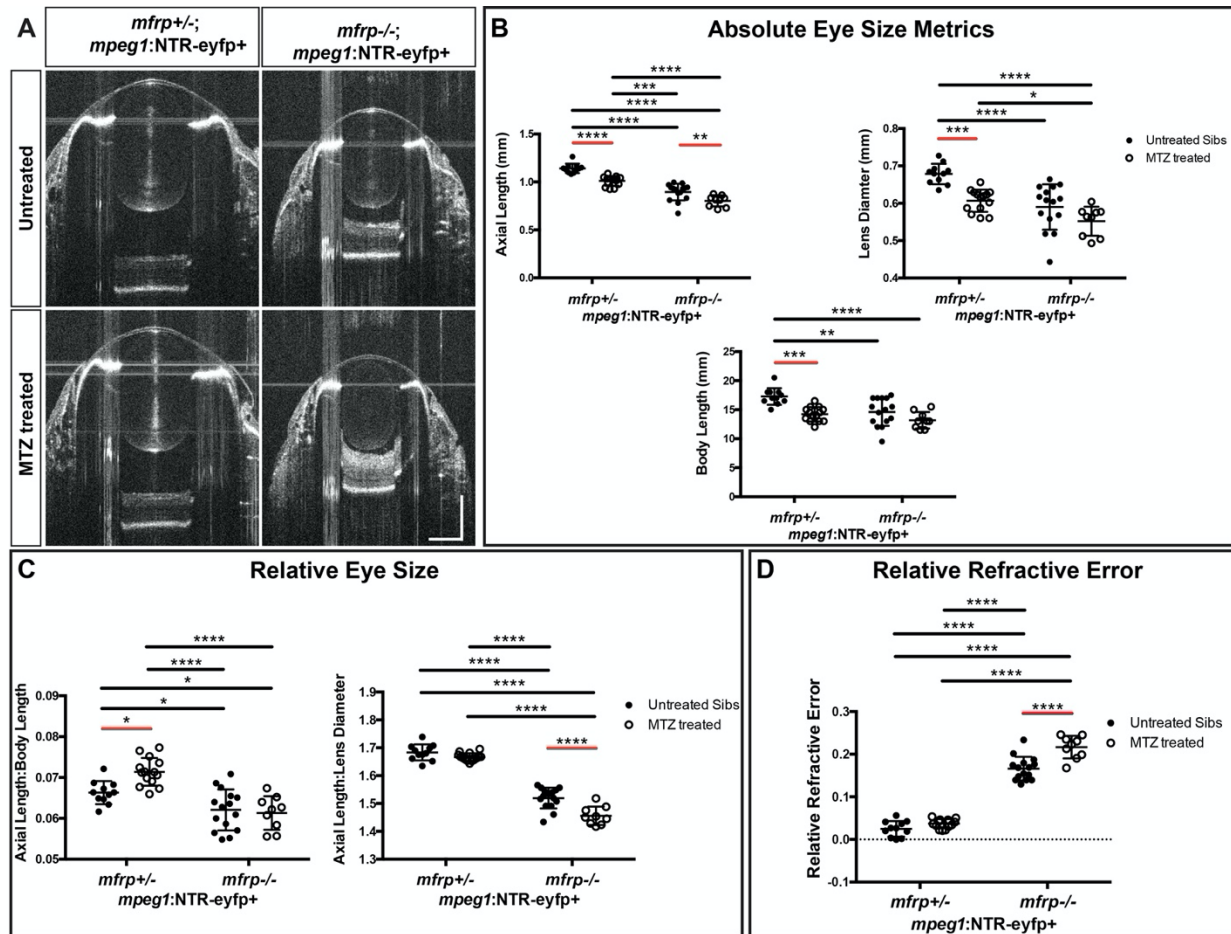 A
mfrp+/-;
mpeg1:NTR-eyfp+
mfrp-/-;
mpeg1:NTR-eyfp+
Untreated
MTZ treated
B
Absolute Eye Size Metrics
****
***
****
****
****
**
1.5
1.0
0.5
0.0
Axial Length (mm)
mfrp+/-
mfrp-/-
mpeg1:NTR-eyfp+
****
*
****
***
0.8
0.7
0.6
0.5
0.4
Lens Diamter (mm)
mfrp+/-
mfrp-/-
mpeg1:NTR-eyfp+
Untreated Sibs
MTZ treated
****
**
***
25
20
15
10
5
0
Body Length (mm)
mfrp+/-
mfrp-/-
mpeg1:NTR-eyfp+
C
Relative Eye Size
****
****
*
*
*
0.09
0.08
0.07
0.06
0.05
Axial Length:Body Length
mfrp+/-
mfrp-/-
mpeg1:NTR-eyfp+
****
****
****
****
****
1.9
1.8
1.7
1.6
1.5
1.4
1.3
Axial Length:Lens Diameter
mfrp+/-
mfrp-/-
mpeg1:NTR-eyfp+
Untreated Sibs
MTZ treated
D
Relative Refractive Error
****
****
****
****
****
0.3
0.2
0.1
0.0
-0.1
Relative Refractive Error
mfrp+/-
mfrp-/-
mpeg1:NTR-eyfp+
Untreated Sibs
MTZ treated